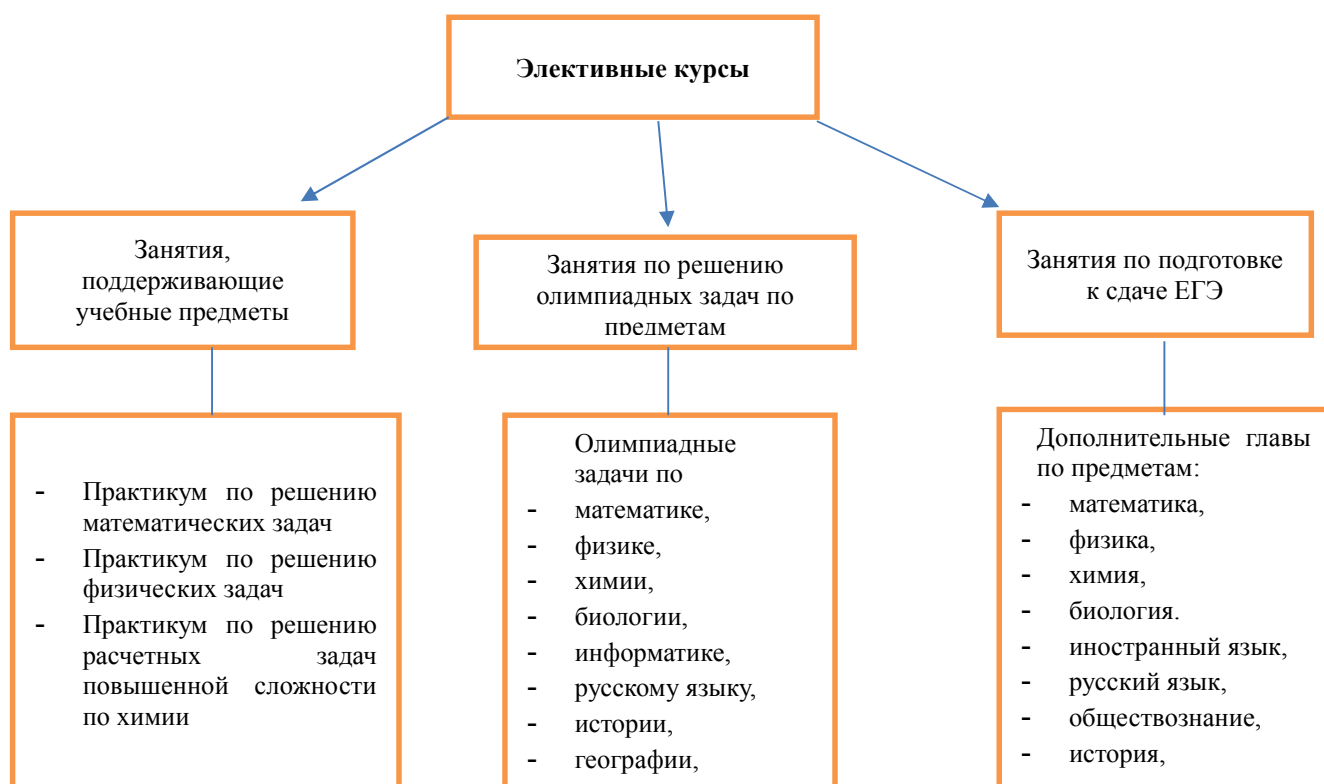 Элективные курсы
Занятия,
поддерживающие
учебные предметы
Занятия по решению
олимпиадных задач по
предметам
Занятия по подготовке
к сдаче ЕГЭ
- Практикум по решению
математических задач
- Практикум по решению
физических задач
- Практикум по решению
расчетных задач
повышенной сложности
по химии
Олимпиадные
задачи по
- математике,
- физике,
- химии,
- биологии,
- информатике,
- русскому языку,
- истории,
- географии,
Дополнительные главы
по предметам:
- математика,
- физика,
- химия,
- биология.
- иностранный язык,
- русский язык,
- обществознание,
- история,